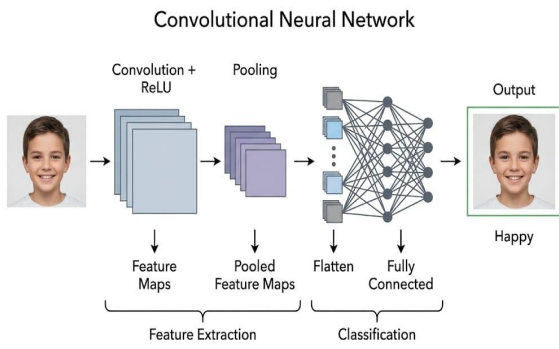 Convolutional Neural Network
Convolution +
ReLU
Pooling
Output
Happy
Feature
Maps
Pooled
Feature Maps
Flatten
Fully
Connected
Feature Extraction
Classification